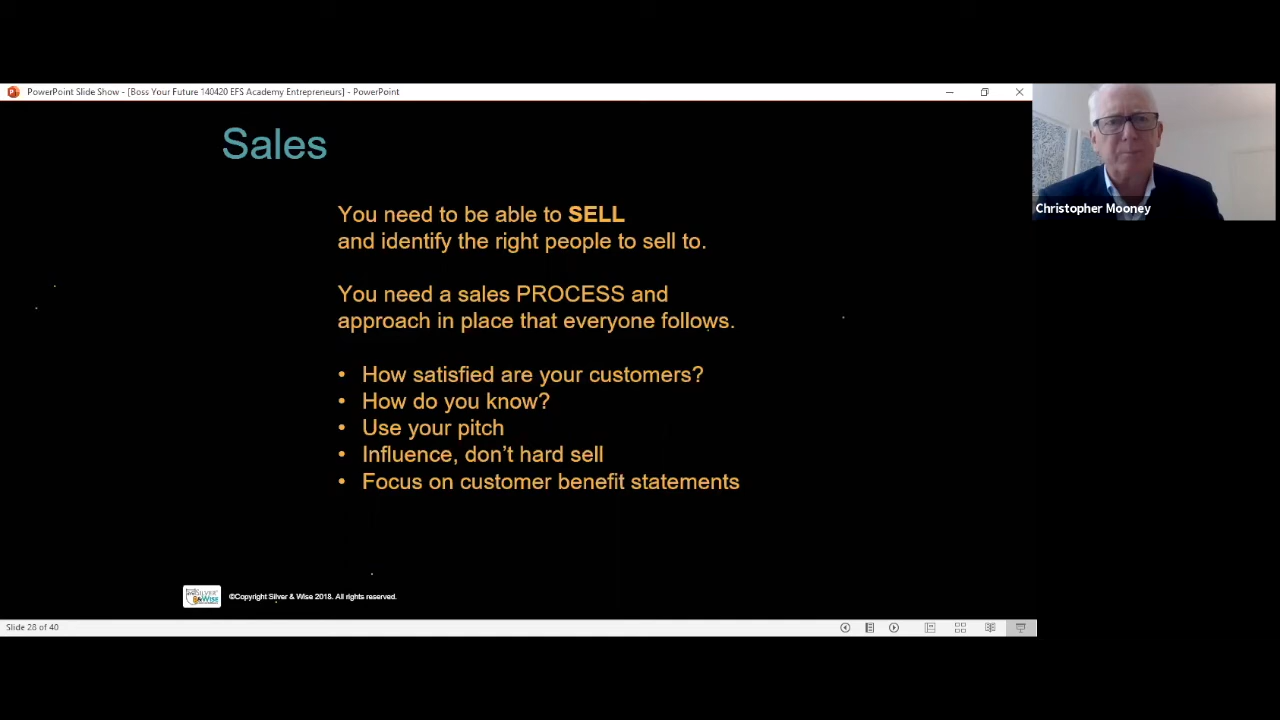 PowerPoint Slide Show - [Boss Your Future 140420 EFS Academy Entrepreneurs] - PowerPoint
Sales
You need to be able to SELL
and identify the right people to sell to.
You need a sales PROCESS and
approach in place that everyone follows.
• How satisfied are your customers?
• How do you know?
• Use your pitch
• Influence, don’t hard sell
• Focus on customer benefit statements
Christopher Mooney
SILVER
& WISE
©Copyright Silver & Wise 2018. All rights reserved.
Slide 28 of 40